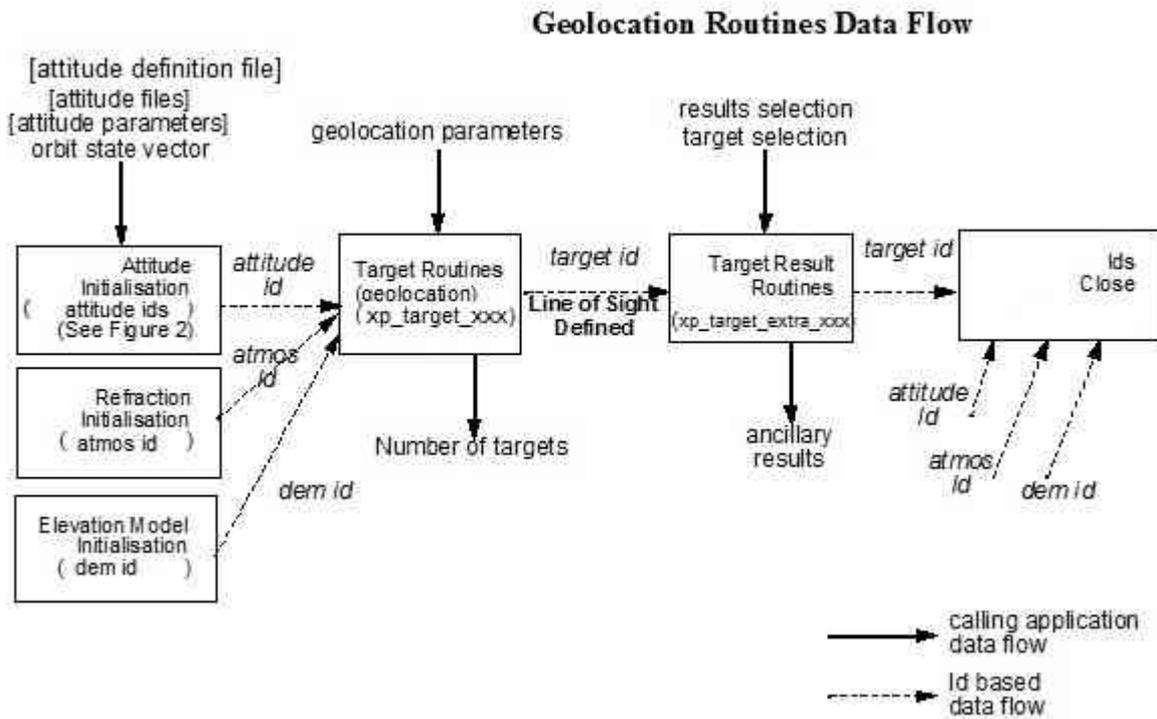 Geolocation Routines Data Flow
[attitude definition file]
[attitude files]
[attitude parameters]
orbit state vector
geolocation parameters
results selection
target selection
Attitude
Initialisation
( attitude ids )
(See Figure 2)
attitude
id
Target Routines
(geolocation)
(xp_target_xxx)
target id
Line of Sight
Defined
Target Result
Routines
(xp_target_extra_xxx)
target id
Ids
Close
atmos
id
Refraction
Initialisation
( atmos id )
Number of targets
ancillary
results
attitude
id
atmos
id
dem id
dem id
Elevation Model
Initialisation
( dem id )
calling application
data flow
Id based
data flow